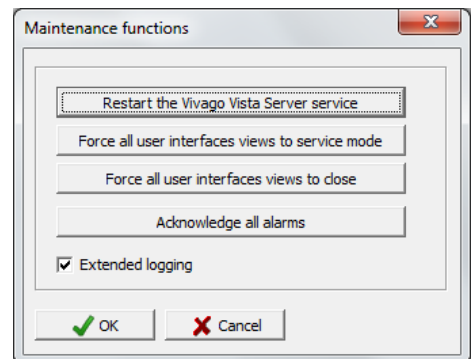 Maintenance functions
Restart the Vivago Vista Server service
Force all user interfaces views to service mode
Force all user interfaces views to close
Acknowledge all alarms
Extended logging
OK Cancel